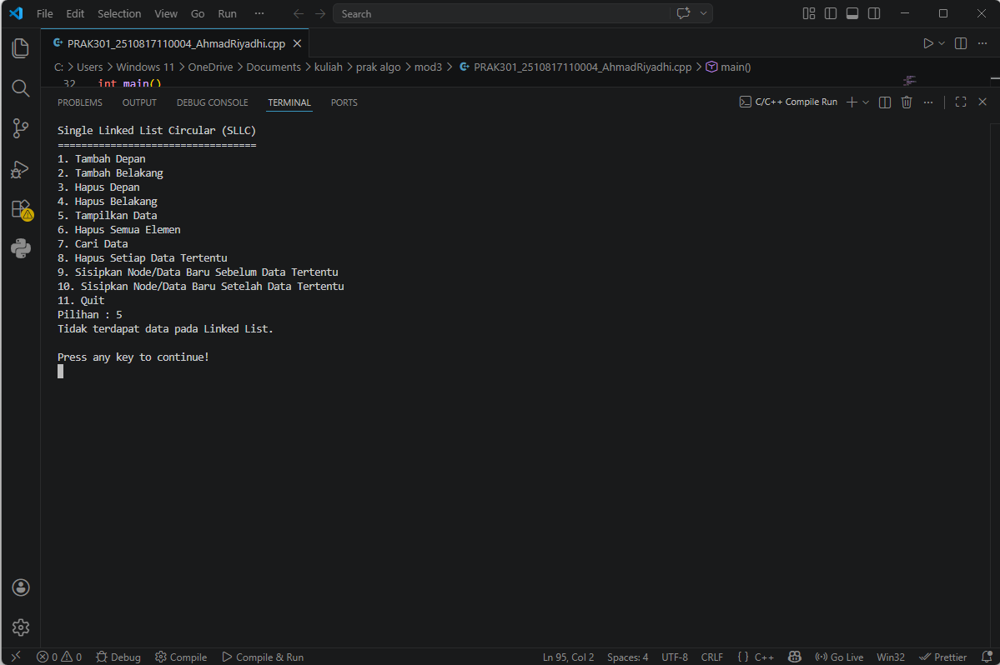 File Edit Selection View Go Run ··· Search
PRAK301_2510817110004_AhmadRiyadhi.cpp
C: > Users > Windows 11 > OneDrive > Documents > kuliah > prak algo > mod3 > PRAK301_2510817110004_AhmadRiyadhi.cpp > main()
32 int main()
PROBLEMS OUTPUT DEBUG CONSOLE TERMINAL PORTS C/C++ Compile Run
Single Linked List Circular (SLLC)
==================================
1. Tambah Depan
2. Tambah Belakang
3. Hapus Depan
4. Hapus Belakang
5. Tampilkan Data
6. Hapus Semua Elemen
7. Cari Data
8. Hapus Setiap Data Tertentu
9. Sisipkan Node/Data Baru Sebelum Data Tertentu
10. Sisipkan Node/Data Baru Setelah Data Tertentu
11. Quit
Pilihan : 5
Tidak terdapat data pada Linked List.
Press any key to continue!
0 0 Debug Compile Compile & Run Ln 95, Col 2 Spaces: 4 UTF-8 CRLF { } C++ Go Live Win32 Prettier